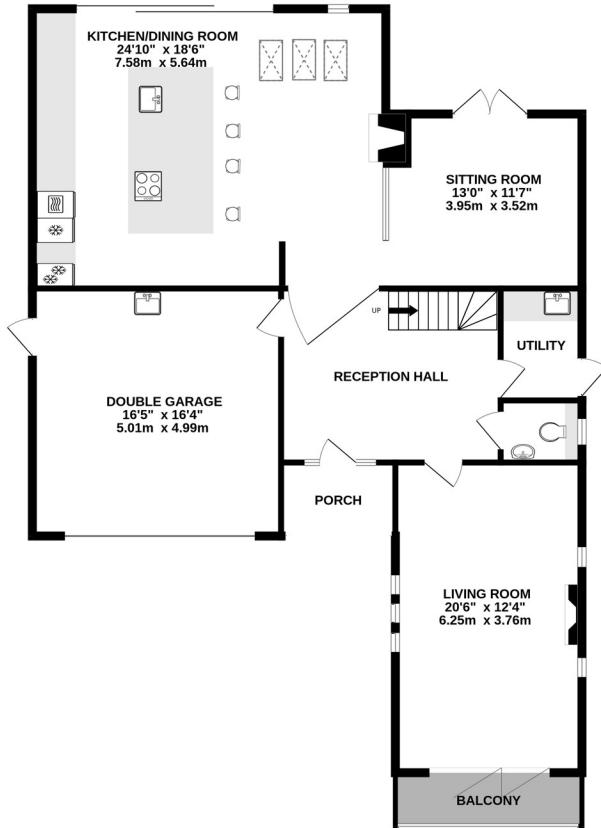 KITCHEN/DINING ROOM
24'10" x 18'6"
7.58m x 5.64m
SITTING ROOM
13'0" x 11'7"
3.95m x 3.52m
UP
UTILITY
RECEPTION HALL
DOUBLE GARAGE
16'5" x 16'4"
5.01m x 4.99m
PORCH
LIVING ROOM
20'6" x 12'4"
6.25m x 3.76m
BALCONY